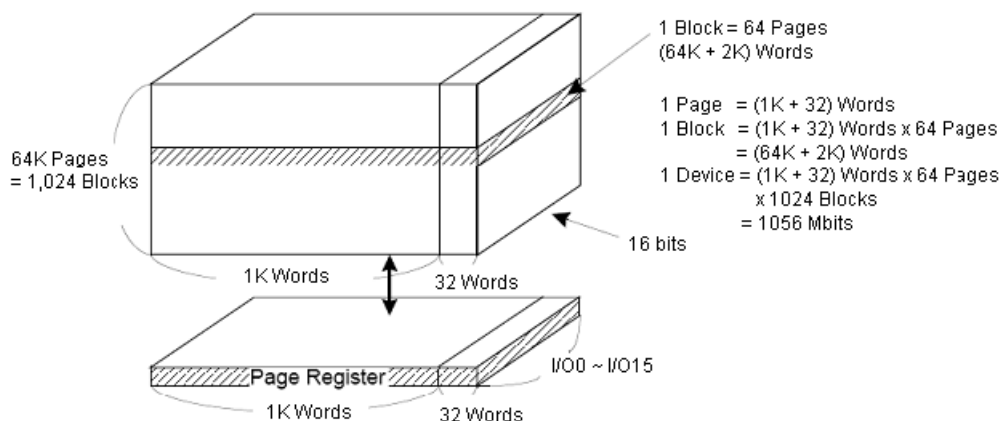 1 Block = 64 Pages
(64K + 2K) Words
1 Page = (1K + 32) Words
1 Block = (1K + 32) Words x 64 Pages
= (64K + 2K) Words
1 Device = (1K + 32) Words x 64 Pages
x 1024 Blocks
= 1056 Mbits
64K Pages
= 1,024 Blocks
16 bits
1K Words
32 Words
I/O0 ~ I/O15
Page Register
1K Words
32 Words